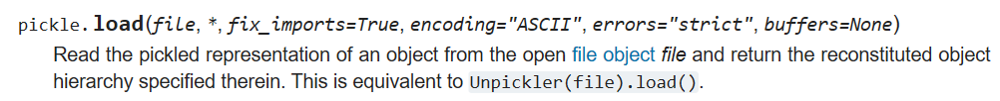 pickle.load(file, *, fix_imports=True, encoding="ASCII", errors="strict", buffers=None)
Read the pickled representation of an object from the open file object file and return the reconstituted object
hierarchy specified therein. This is equivalent to Unpickler(file).load().